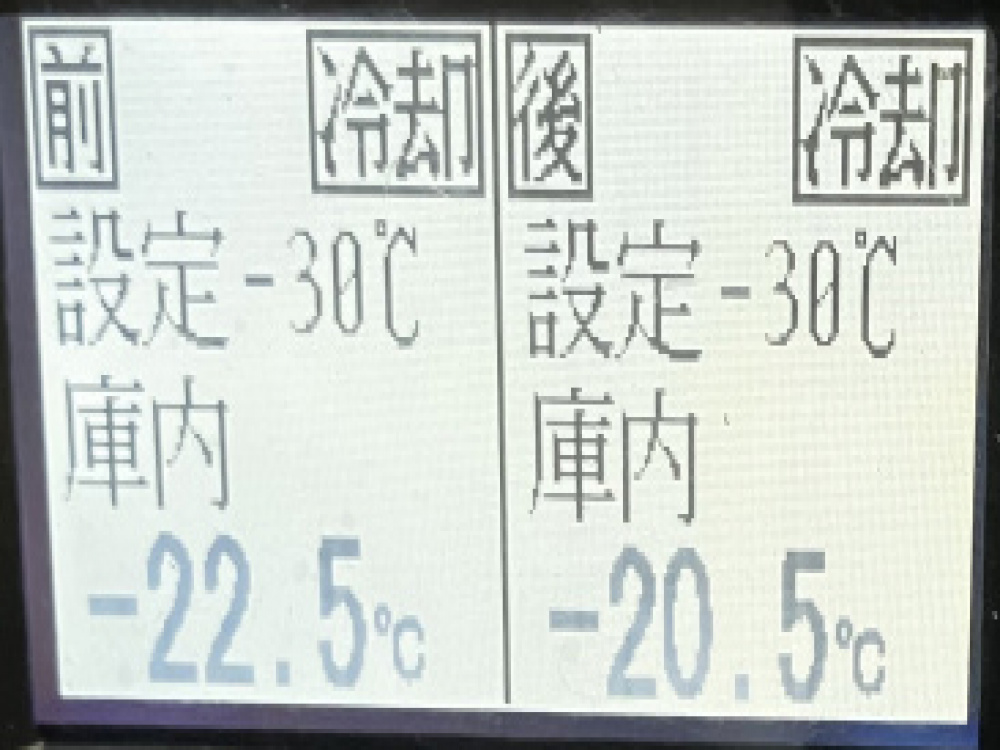 前 冷却
設定-30℃
庫内
-22.5℃
後 冷却
設定-30℃
庫内
-20.5℃